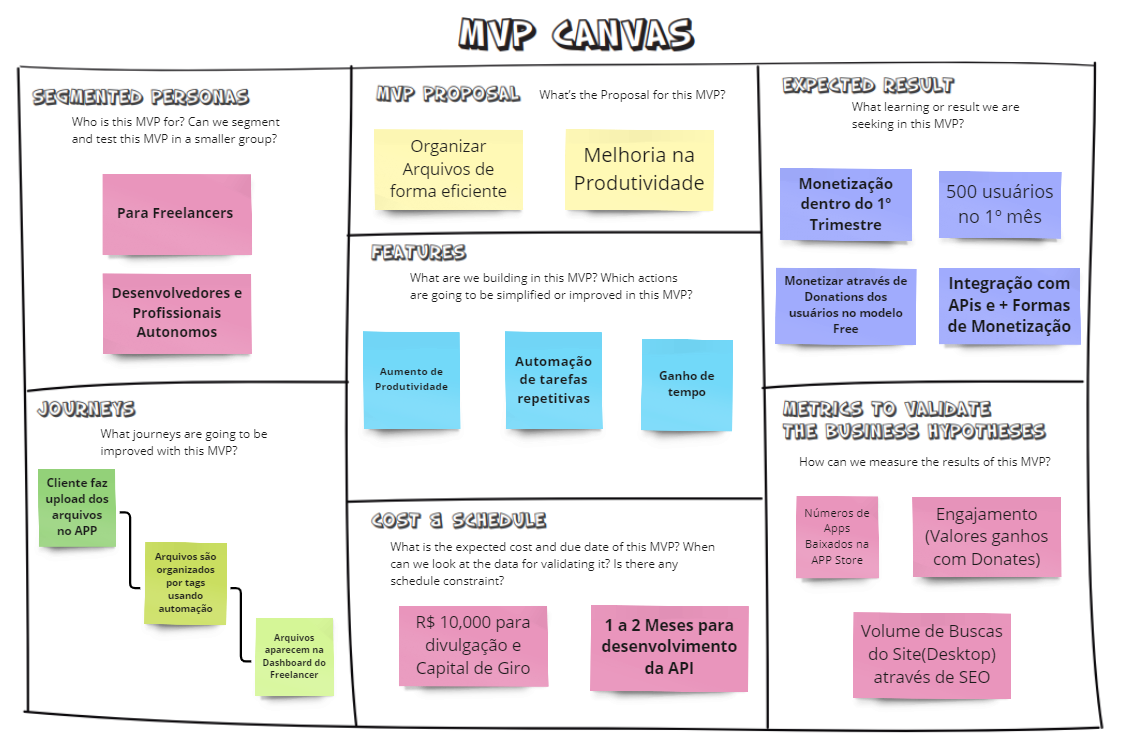 MVP CANVAS
SEGMENTED PERSONAS
Who is this MVP for? Can we segment
and test this MVP in a smaller group?
Para Freelancers
Desenvolvedores e
Profissionais
Autonomos
MVP PROPOSAL
What's the Proposal for this MVP?
Organizar
Arquivos de
forma eficiente
Melhoria na
Produtividade
EXPECTED RESULT
What learning or result we are
seeking in this MVP?
Monetização
dentro do 1º
Trimestre
500 usuários
no 1º mês
Monetizar através de
Donations dos
usuários no modelo
Free
Integração com
APis e + Formas
de Monetização
FEATURES
What are we building in this MVP? Which actions
are going to be simplified or improved in this MVP?
Aumento de
Produtividade
Automação
de tarefas
repetitivas
Ganho de
tempo
JOURNEYS
What journeys are going to be
improved with this MVP?
Cliente faz
upload dos
arquivos
no APP
Arquivos são
organizados
por tags
usando
automação
Arquivos
aparecem na
Dashboard do
Freelancer
COST & SCHEDULE
What is the expected cost and due date of this MVP? When
can we look at the data for validating it? Is there any
schedule constraint?
R$ 10,000 para
divulgação e
Capital de Giro
1 a 2 Meses para
desenvolvimento
da API
METRICS TO VALIDATE
THE BUSINESS HYPOTHESES
How can we measure the results of this MVP?
Números de
Apps
Baixados na
APP Store
Engajamento
(Valores ganhos
com Donates)
Volume de Buscas
do Site(Desktop)
através de SEO